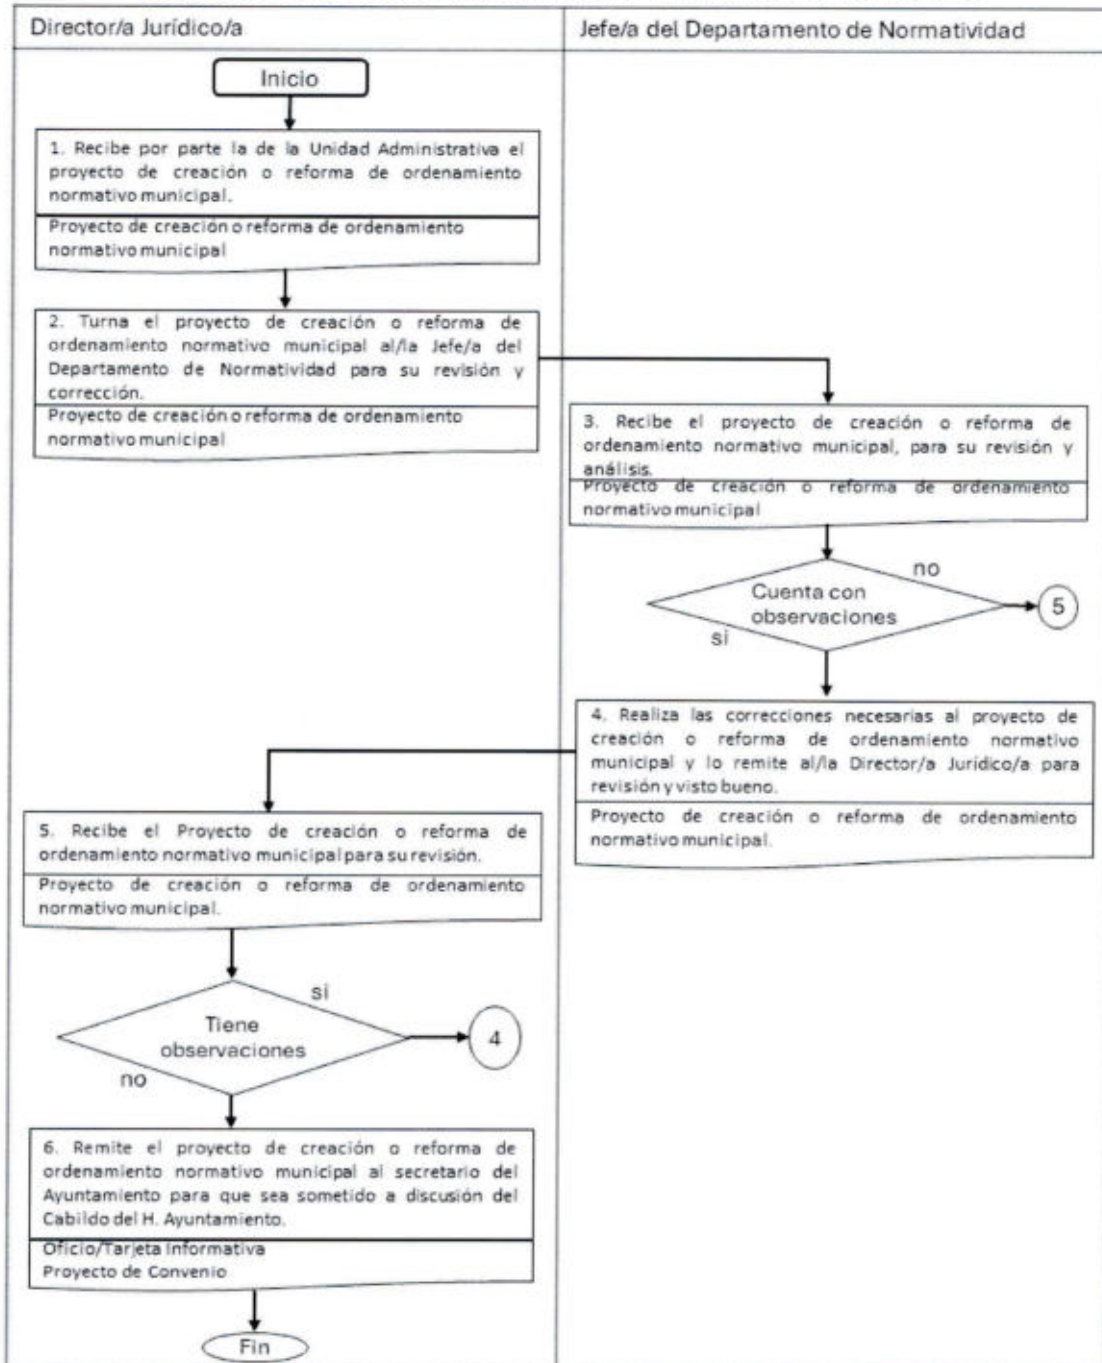 Director/a Jurídico/a
Jefe/a del Departamento de Normatividad
Inicio
1. Recibe por parte la de la Unidad Administrativa el
proyecto de creación o reforma de ordenamiento
normativo municipal.
Proyecto de creación o reforma de ordenamiento
normativo municipal
2. Turna el proyecto de creación o reforma de
ordenamiento normativo municipal al/la Jefe/a del
Departamento de Normatividad para su revisión y
corrección.
Proyecto de creación o reforma de ordenamiento
normativo municipal
3. Recibe el proyecto de creación o reforma de
ordenamiento normativo municipal, para su revisión y
análisis.
Proyecto de creación o reforma de ordenamiento
normativo municipal
no
Cuenta con
observaciones
5
si
4. Realiza las correcciones necesarias al proyecto de
creación o reforma de ordenamiento normativo
municipal y lo remite al/la Director/a Jurídico/a para
revisión y visto bueno.
Proyecto de creación o reforma de ordenamiento
normativo municipal.
5. Recibe el Proyecto de creación o reforma de
ordenamiento normativo municipal para su revisión.
Proyecto de creación o reforma de ordenamiento
normativo municipal.
si
Tiene
observaciones
4
no
6. Remite el proyecto de creación o reforma de
ordenamiento normativo municipal al secretario del
Ayuntamiento para que sea sometido a discusión del
Cabildo del H. Ayuntamiento.
Oficio/Tarjeta Informativa
Proyecto de Convenio
Fin